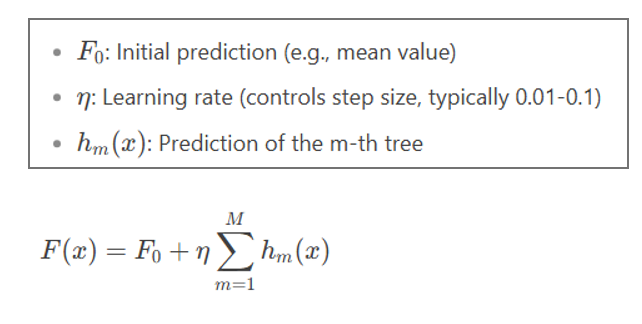 • F₀: Initial prediction (e.g., mean value)
• η: Learning rate (controls step size, typically 0.01-0.1)
• hₘ(x): Prediction of the m-th tree
F(x) = F₀ + η ∑_{m=1}^{M} hₘ(x)